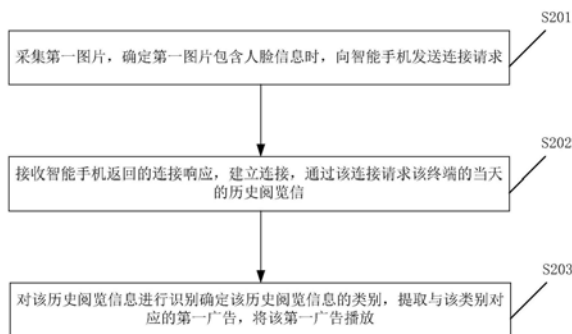 S201
采集第一图片，确定第一图片包含人脸信息时，向智能手机发送连接请求
S202
接收智能手机返回的连接响应，建立连接，通过该连接请求该终端的当天
的历史阅览信
S203
对该历史阅览信息进行识别确定该历史阅览信息的类别，提取与该类别对
应的第一广告，将该第一广告播放